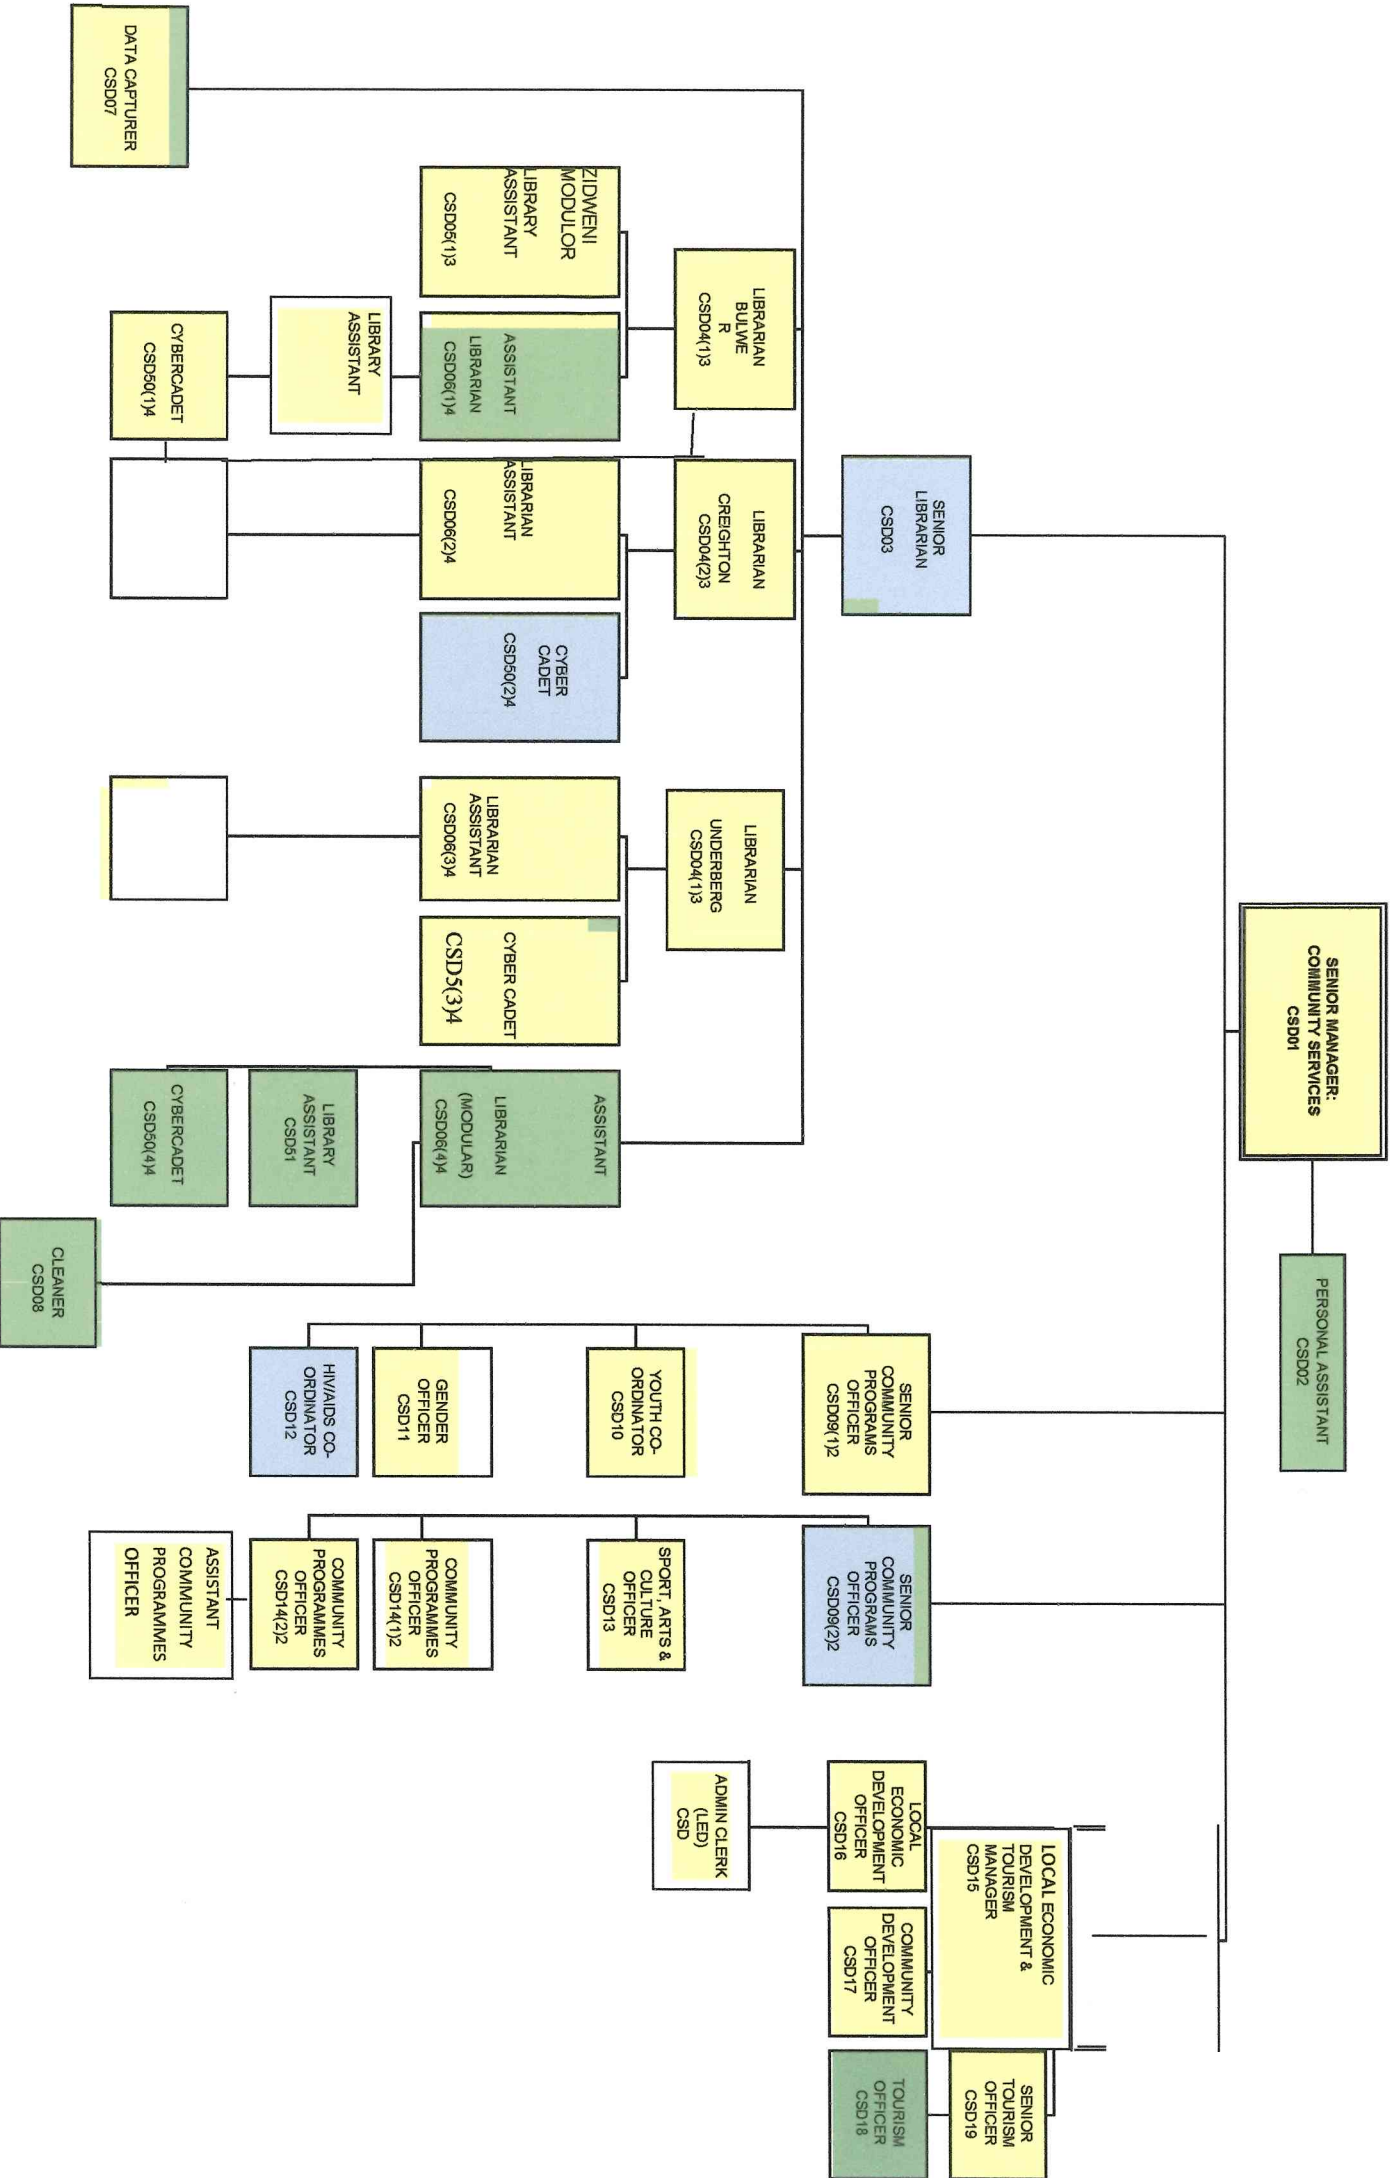 SENIOR MANAGER:
COMMUNITY SERVICES
CSD01
PERSONAL ASSISTANT
CSD02
SENIOR
LIBRARIAN
CSD03
SENIOR
COMMUNITY
PROGRAMS
OFFICER
CSD09(1)2
SENIOR
COMMUNITY
PROGRAMS
OFFICER
CSD09(2)2
LOCAL ECONOMIC
DEVELOPMENT &
TOURISM
MANAGER
CSD15
SENIOR
TOURISM
OFFICER
CSD19
LOCAL
ECONOMIC
DEVELOPMENT
OFFICER
CSD16
COMMUNITY
DEVELOPMENT
OFFICER
CSD17
TOURISM
OFFICER
CSD18
ADMIN CLERK
(LED)
CSD
LIBRARIAN
BULWE
R
CSD04(1)3
LIBRARIAN
CREIGHTON
CSD04(2)3
LIBRARIAN
UNDERBERG
CSD04(1)3
ZIDWENI
MODULOR
LIBRARY
ASSISTANT
CSD05(1)3
ASSISTANT
LIBRARIAN
CSD06(1)4
LIBRARIAN
ASSISTANT
CSD06(2)4
CYBER
CADET
CSD50(2)4
LIBRARIAN
ASSISTANT
CSD06(3)4
CYBER CADET
CSD5(3)4
ASSISTANT
LIBRARIAN
(MODULAR)
CSD06(4)4
YOUTH CO-
ORDINATOR
CSD10
SPORT, ARTS &
CULTURE
OFFICER
CSD13
GENDER
OFFICER
CSD11
COMMUNITY
PROGRAMMES
OFFICER
CSD14(1)2
LIBRARY
ASSISTANT
LIBRARY
ASSISTANT
CSD51
HIV/AIDS CO-
ORDINATOR
CSD12
COMMUNITY
PROGRAMMES
OFFICER
CSD14(2)2
DATA CAPTURER
CSD07
CYBERCADET
CSD50(1)4
CYBERCADET
CSD50(4)4
ASSISTANT
COMMUNITY
PROGRAMMES
OFFICER
CLEANER
CSD08